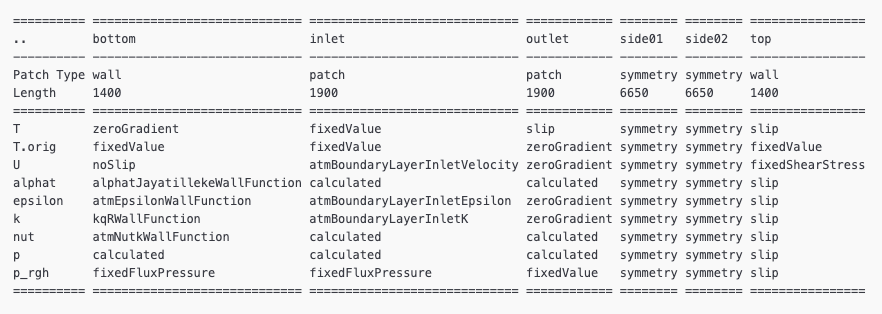 ========== ============================= ============================= ============ ======== ======== ================
..         bottom                        inlet                         outlet       side01   side02   top
---------- ----------------------------- ----------------------------- ------------ -------- -------- ----------------
Patch Type wall                          patch                         patch        symmetry symmetry wall
Length     1400                          1900                          1900         6650     6650     1400
========== ============================= ============================= ============ ======== ======== ================
T          zeroGradient                  fixedValue                    slip         symmetry symmetry slip
T.orig     fixedValue                    fixedValue                    zeroGradient symmetry symmetry fixedValue
U          noSlip                        atmBoundaryLayerInletVelocity zeroGradient symmetry symmetry fixedShearStress
alphat     alphatJayatillekeWallFunction calculated                    calculated   symmetry symmetry slip
epsilon    atmEpsilonWallFunction        atmBoundaryLayerInletEpsilon  zeroGradient symmetry symmetry slip
k          kqRWallFunction               atmBoundaryLayerInletK        zeroGradient symmetry symmetry slip
nut        atmNutkWallFunction           calculated                    calculated   symmetry symmetry slip
p          calculated                    calculated                    calculated   symmetry symmetry slip
p_rgh      fixedFluxPressure             fixedFluxPressure             fixedValue   symmetry symmetry slip
========== ============================= ============================= ============ ======== ======== ================